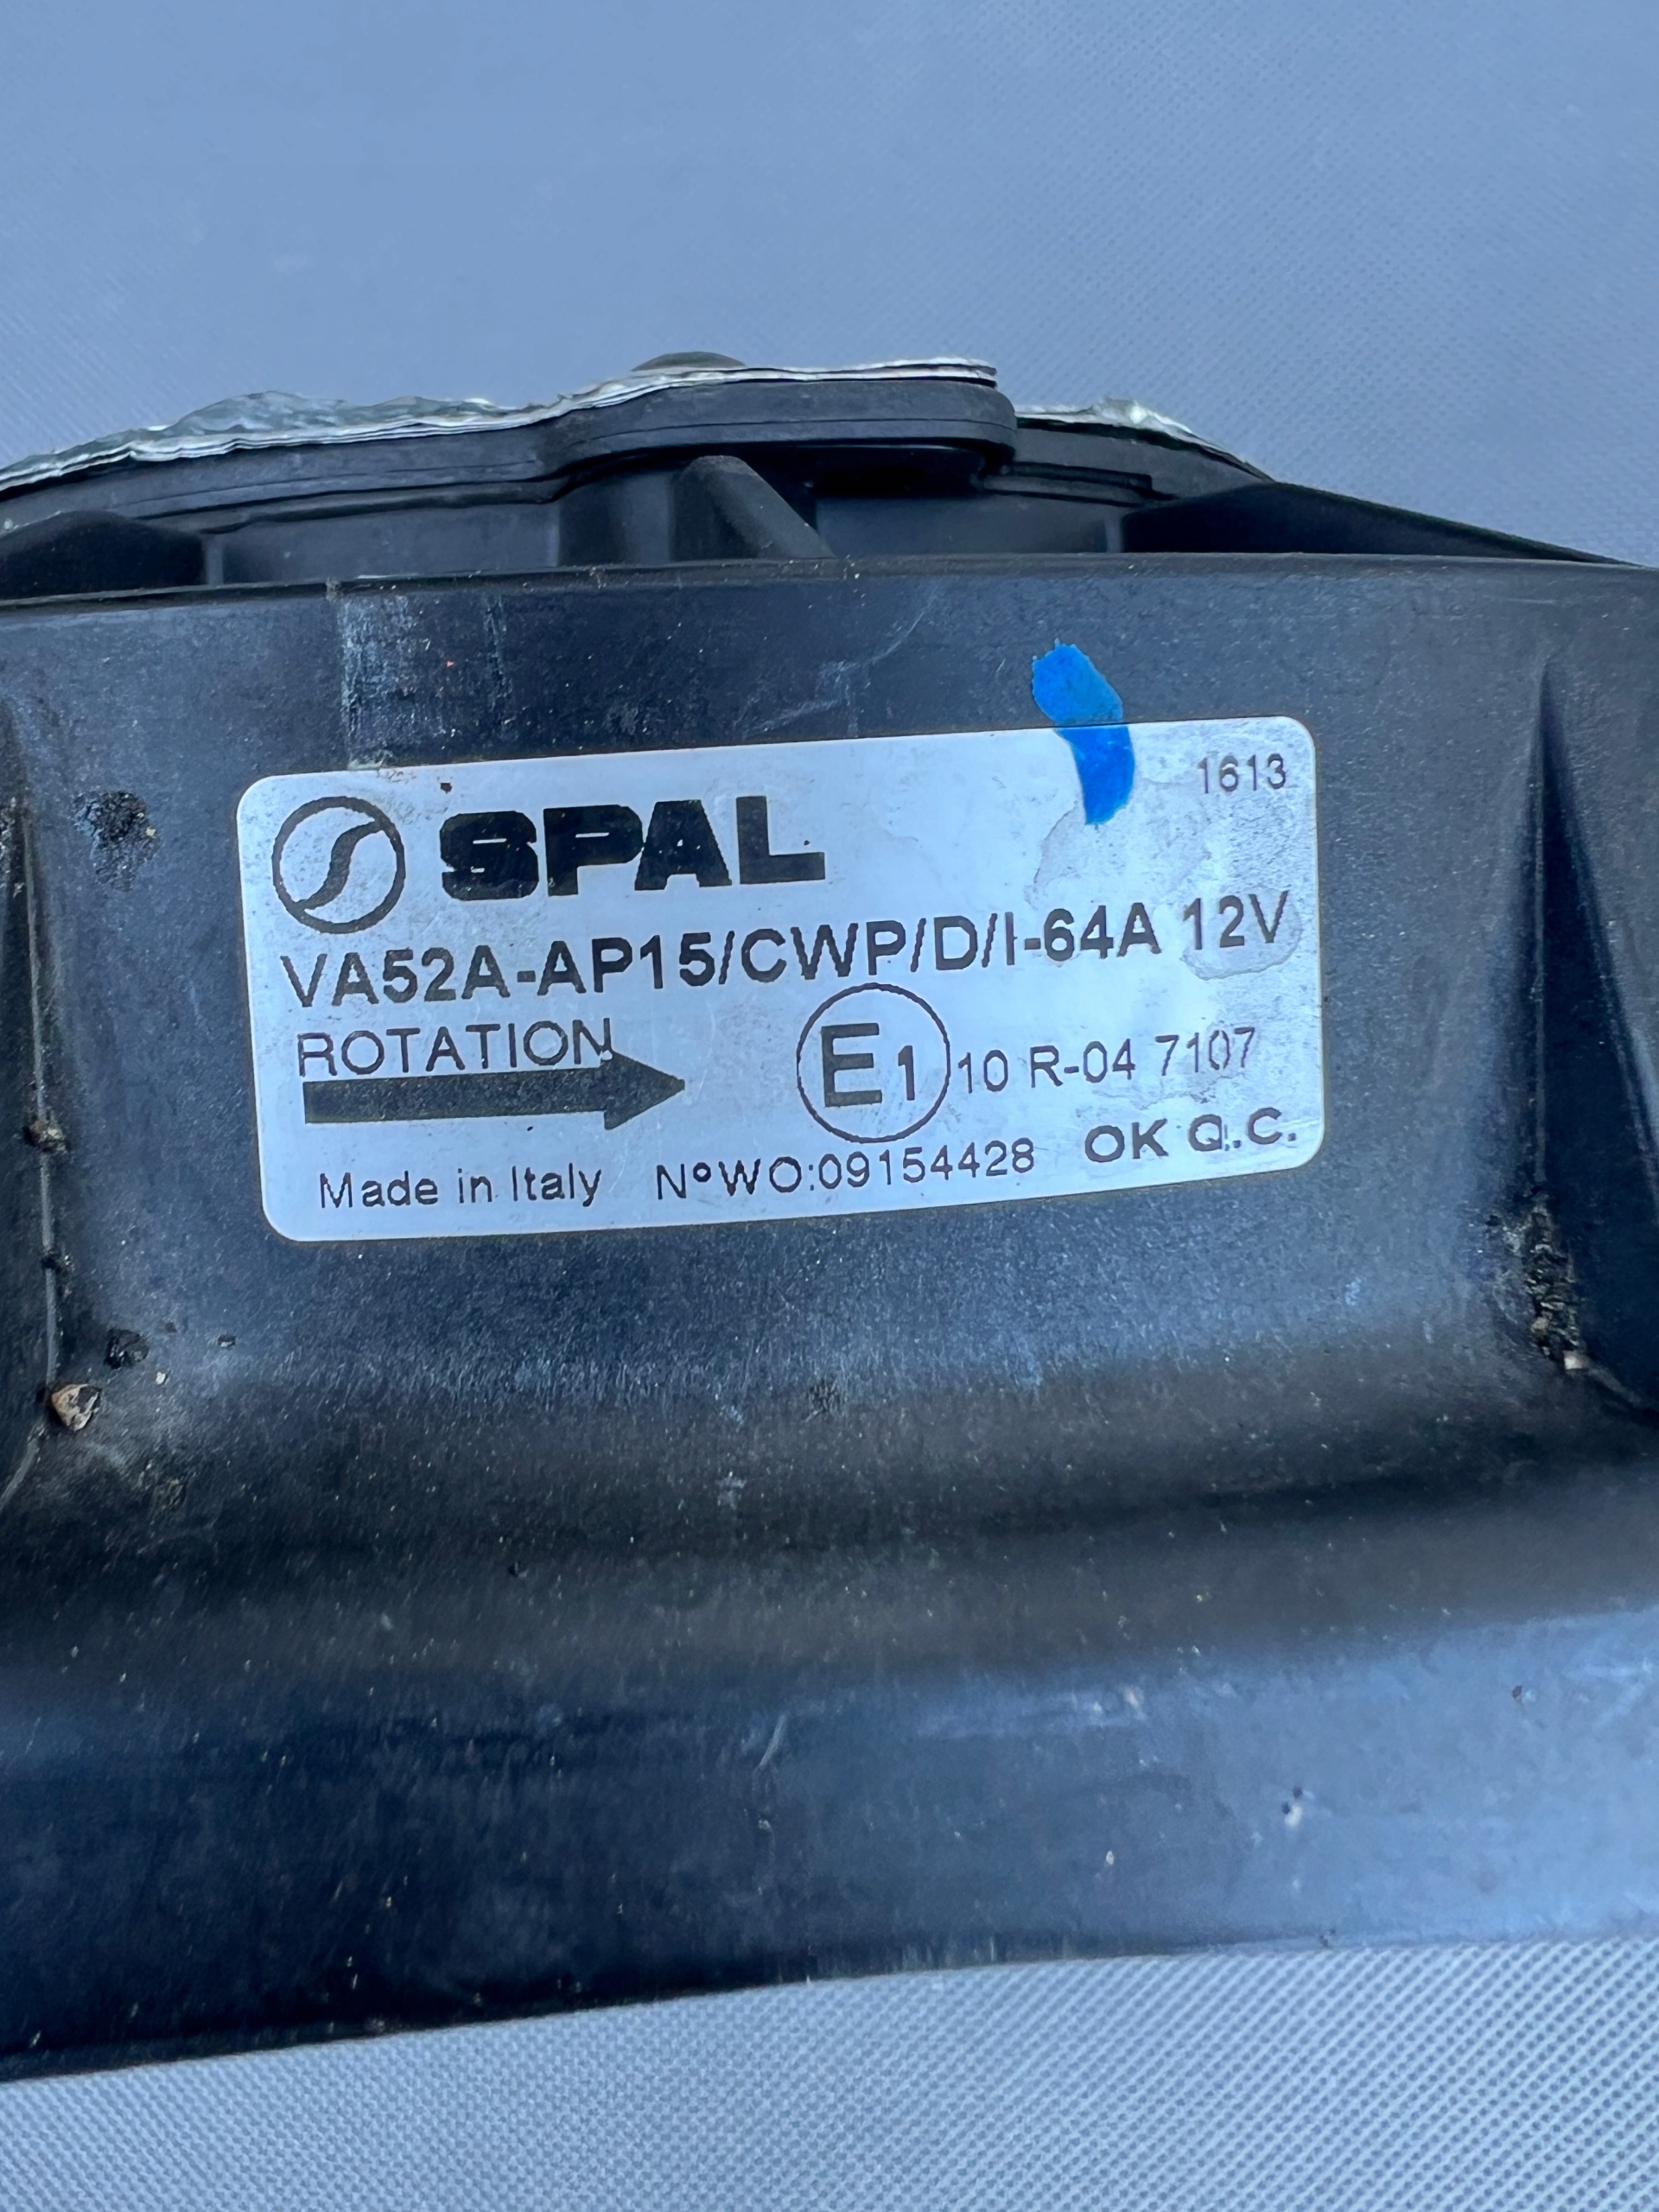 1613
SPAL
VA52A-AP15/CWP/D/I-64A 12V
ROTATION
E1 10 R-04 7107
Made in Italy N°WO:09154428 OK Q.C.